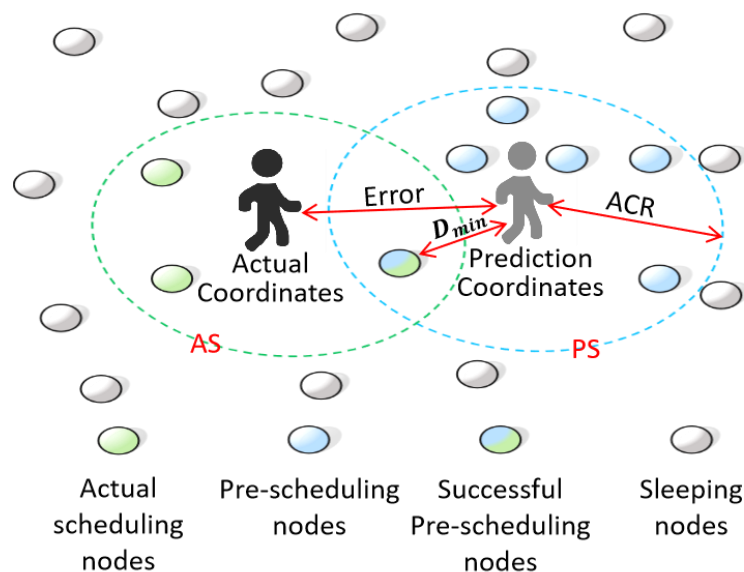 Error
ACR
D min
Actual
Coordinates
Prediction
Coordinates
AS
PS
Actual
scheduling
nodes
Pre-scheduling
nodes
Successful
Pre-scheduling
nodes
Sleeping
nodes